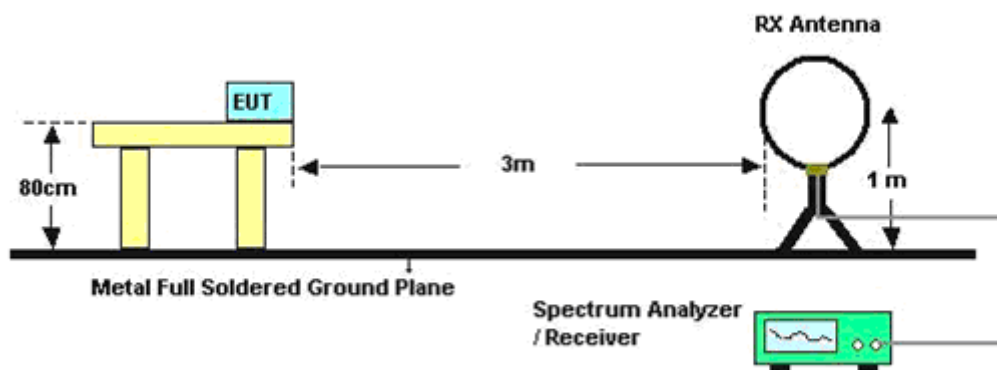 RX Antenna
EUT
80cm
3m
1 m
Metal Full Soldered Ground Plane
Spectrum Analyzer
/ Receiver